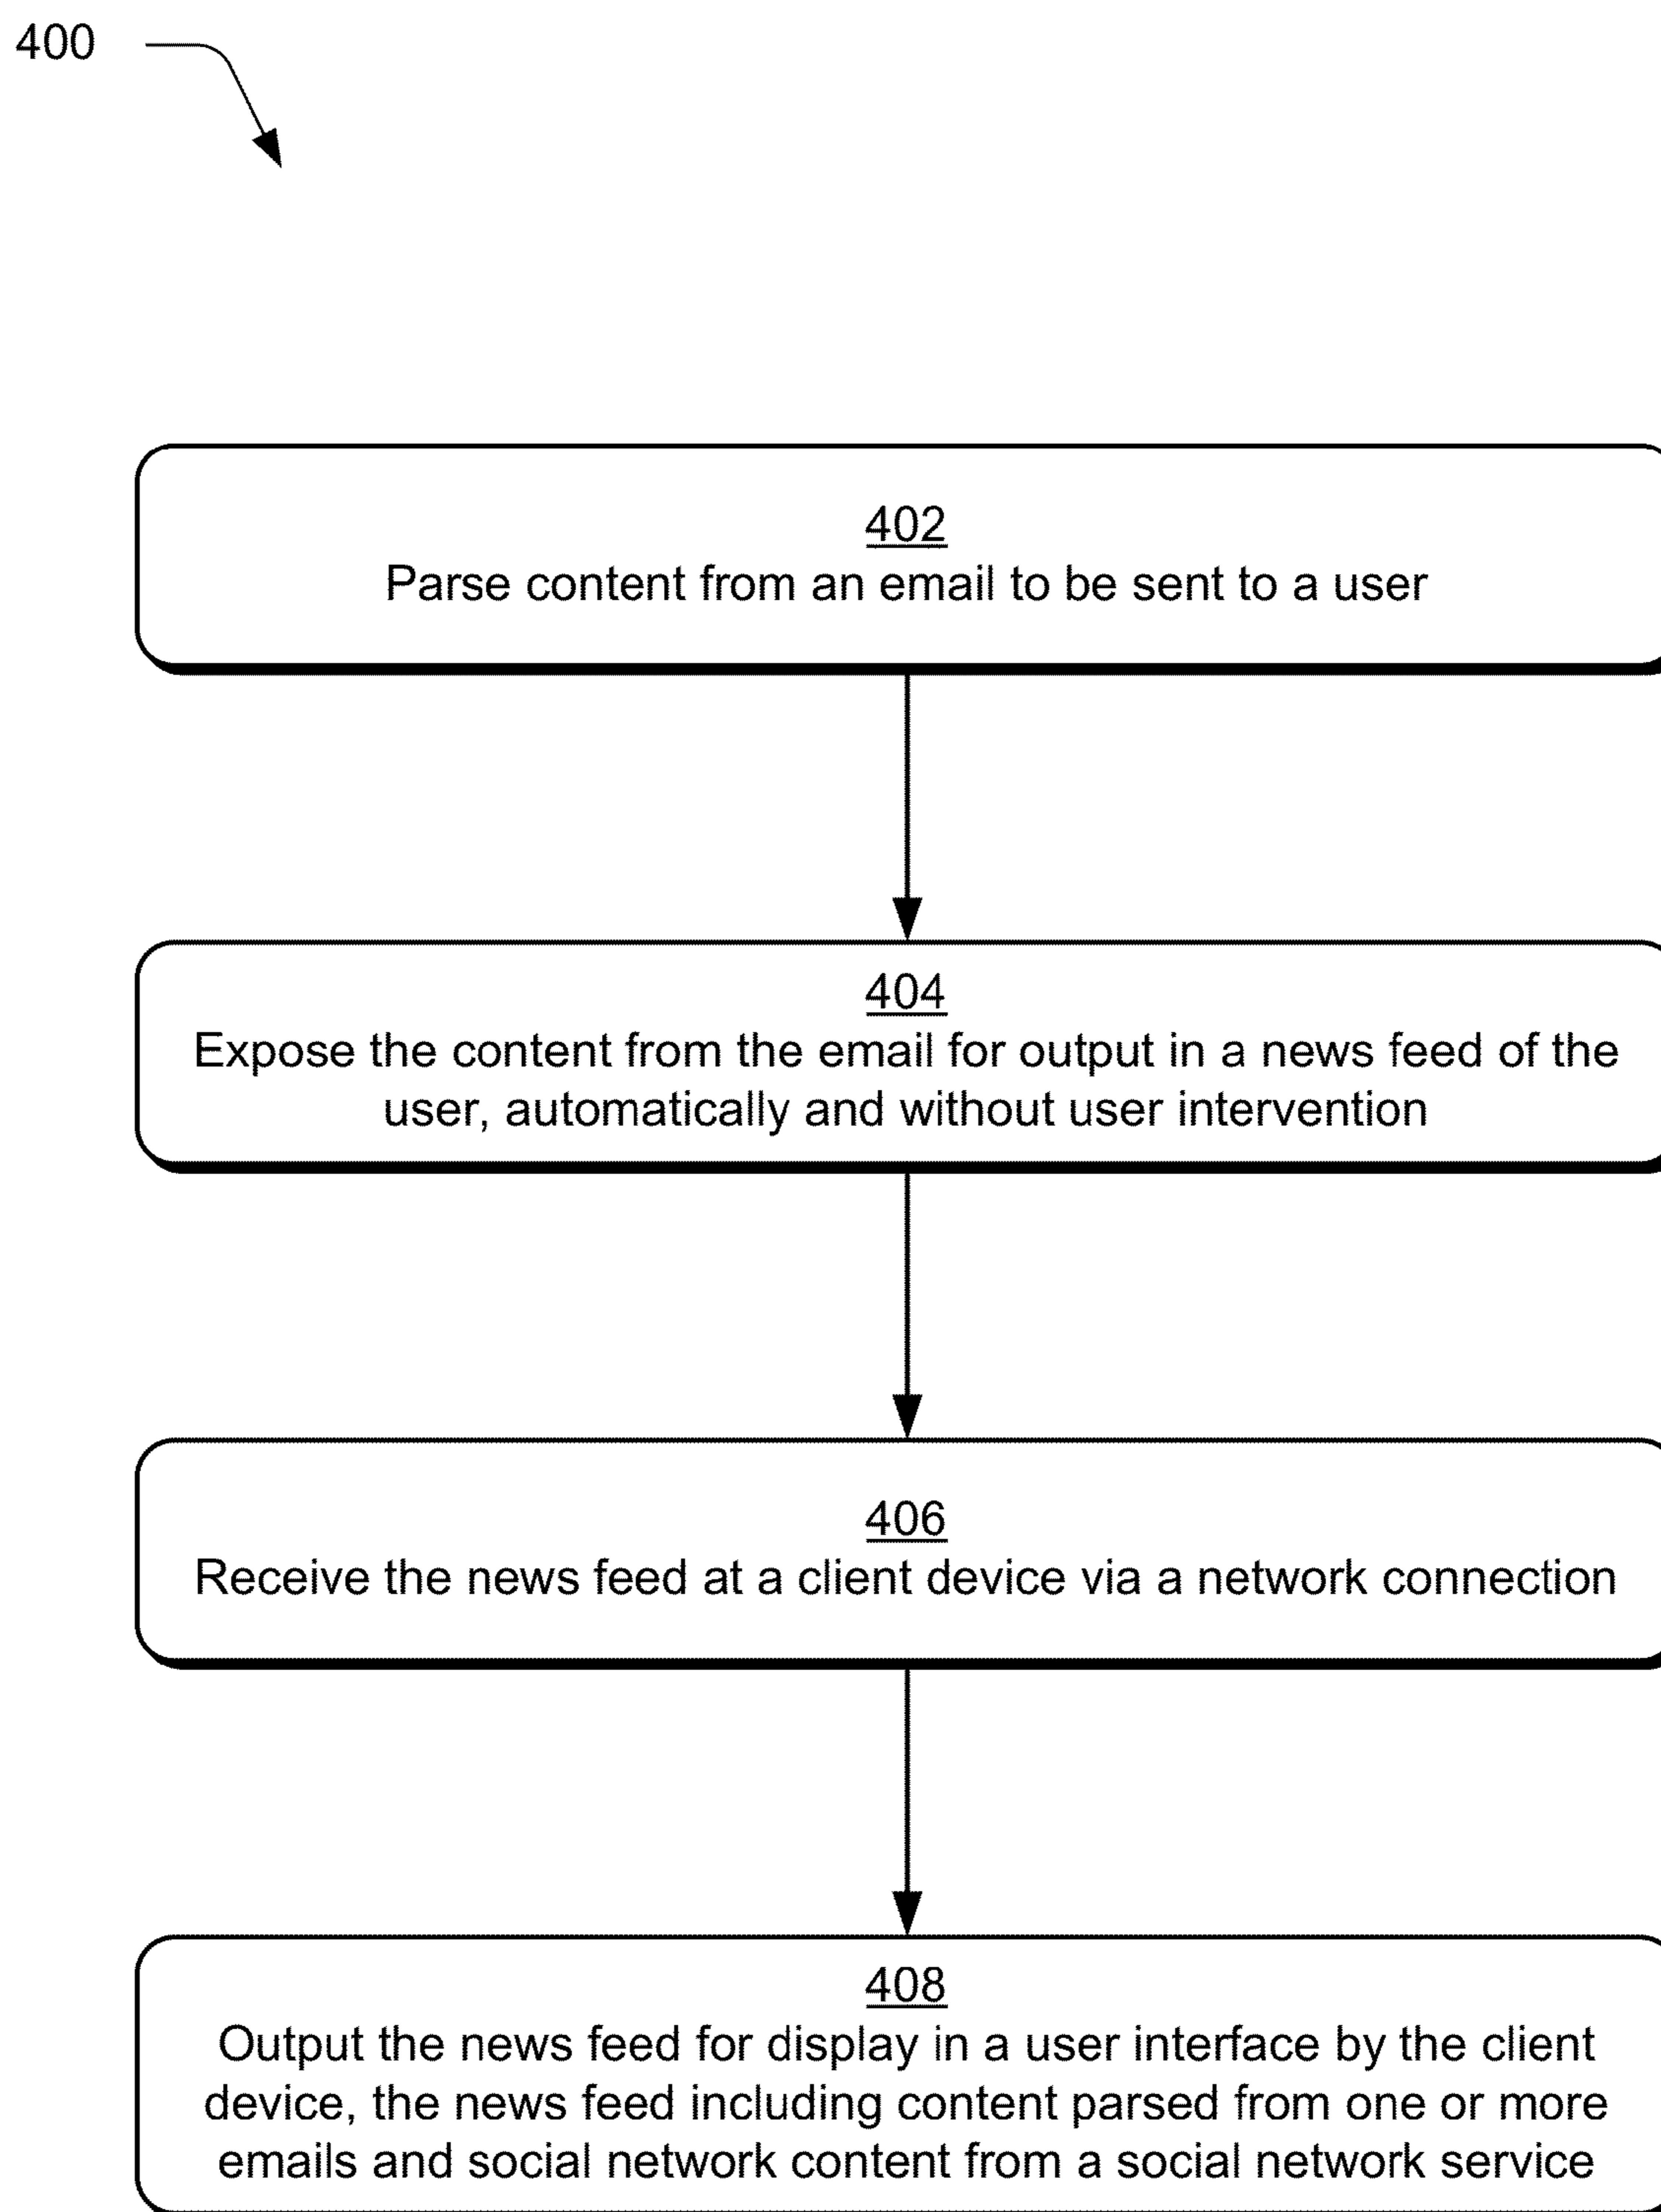 400
402
Parse content from an email to be sent to a user
404
Expose the content from the email for output in a news feed of the
user, automatically and without user intervention
406
Receive the news feed at a client device via a network connection
408
Output the news feed for display in a user interface by the client
device, the news feed including content parsed from one or more
emails and social network content from a social network service